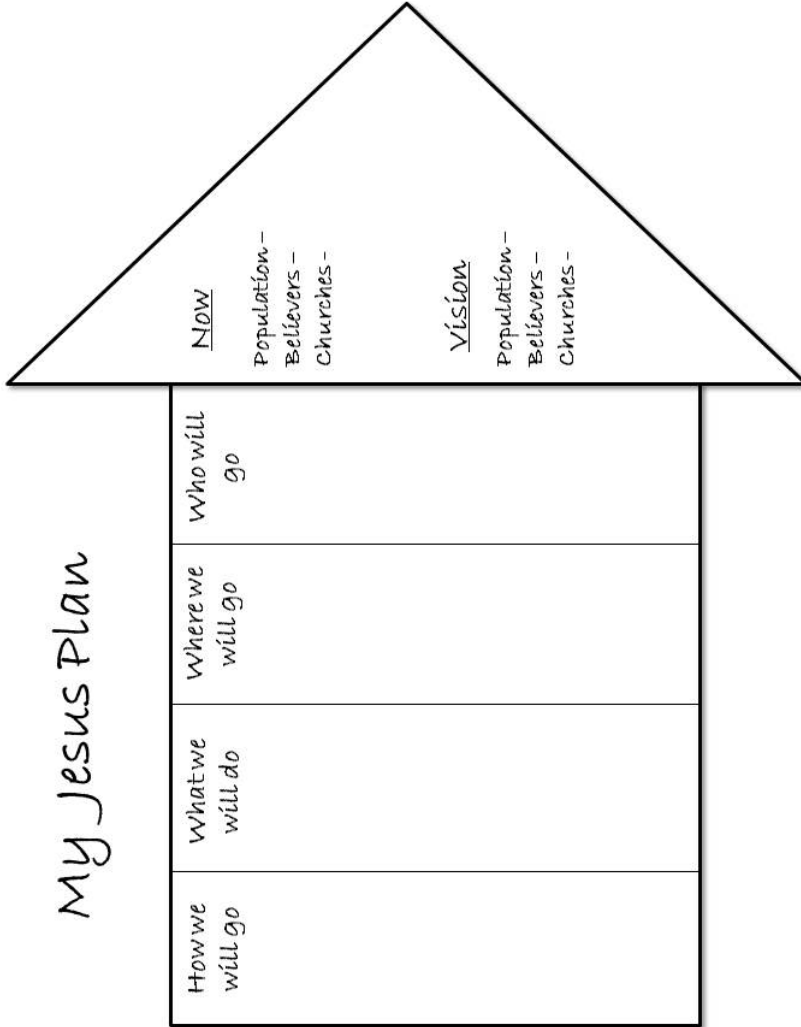 My Jesus Plan
How we
will go
What we
will do
Where we
will go
Who will
go
Now
Population –
Believers –
Churches -
Vision
Population –
Believers –
Churches -